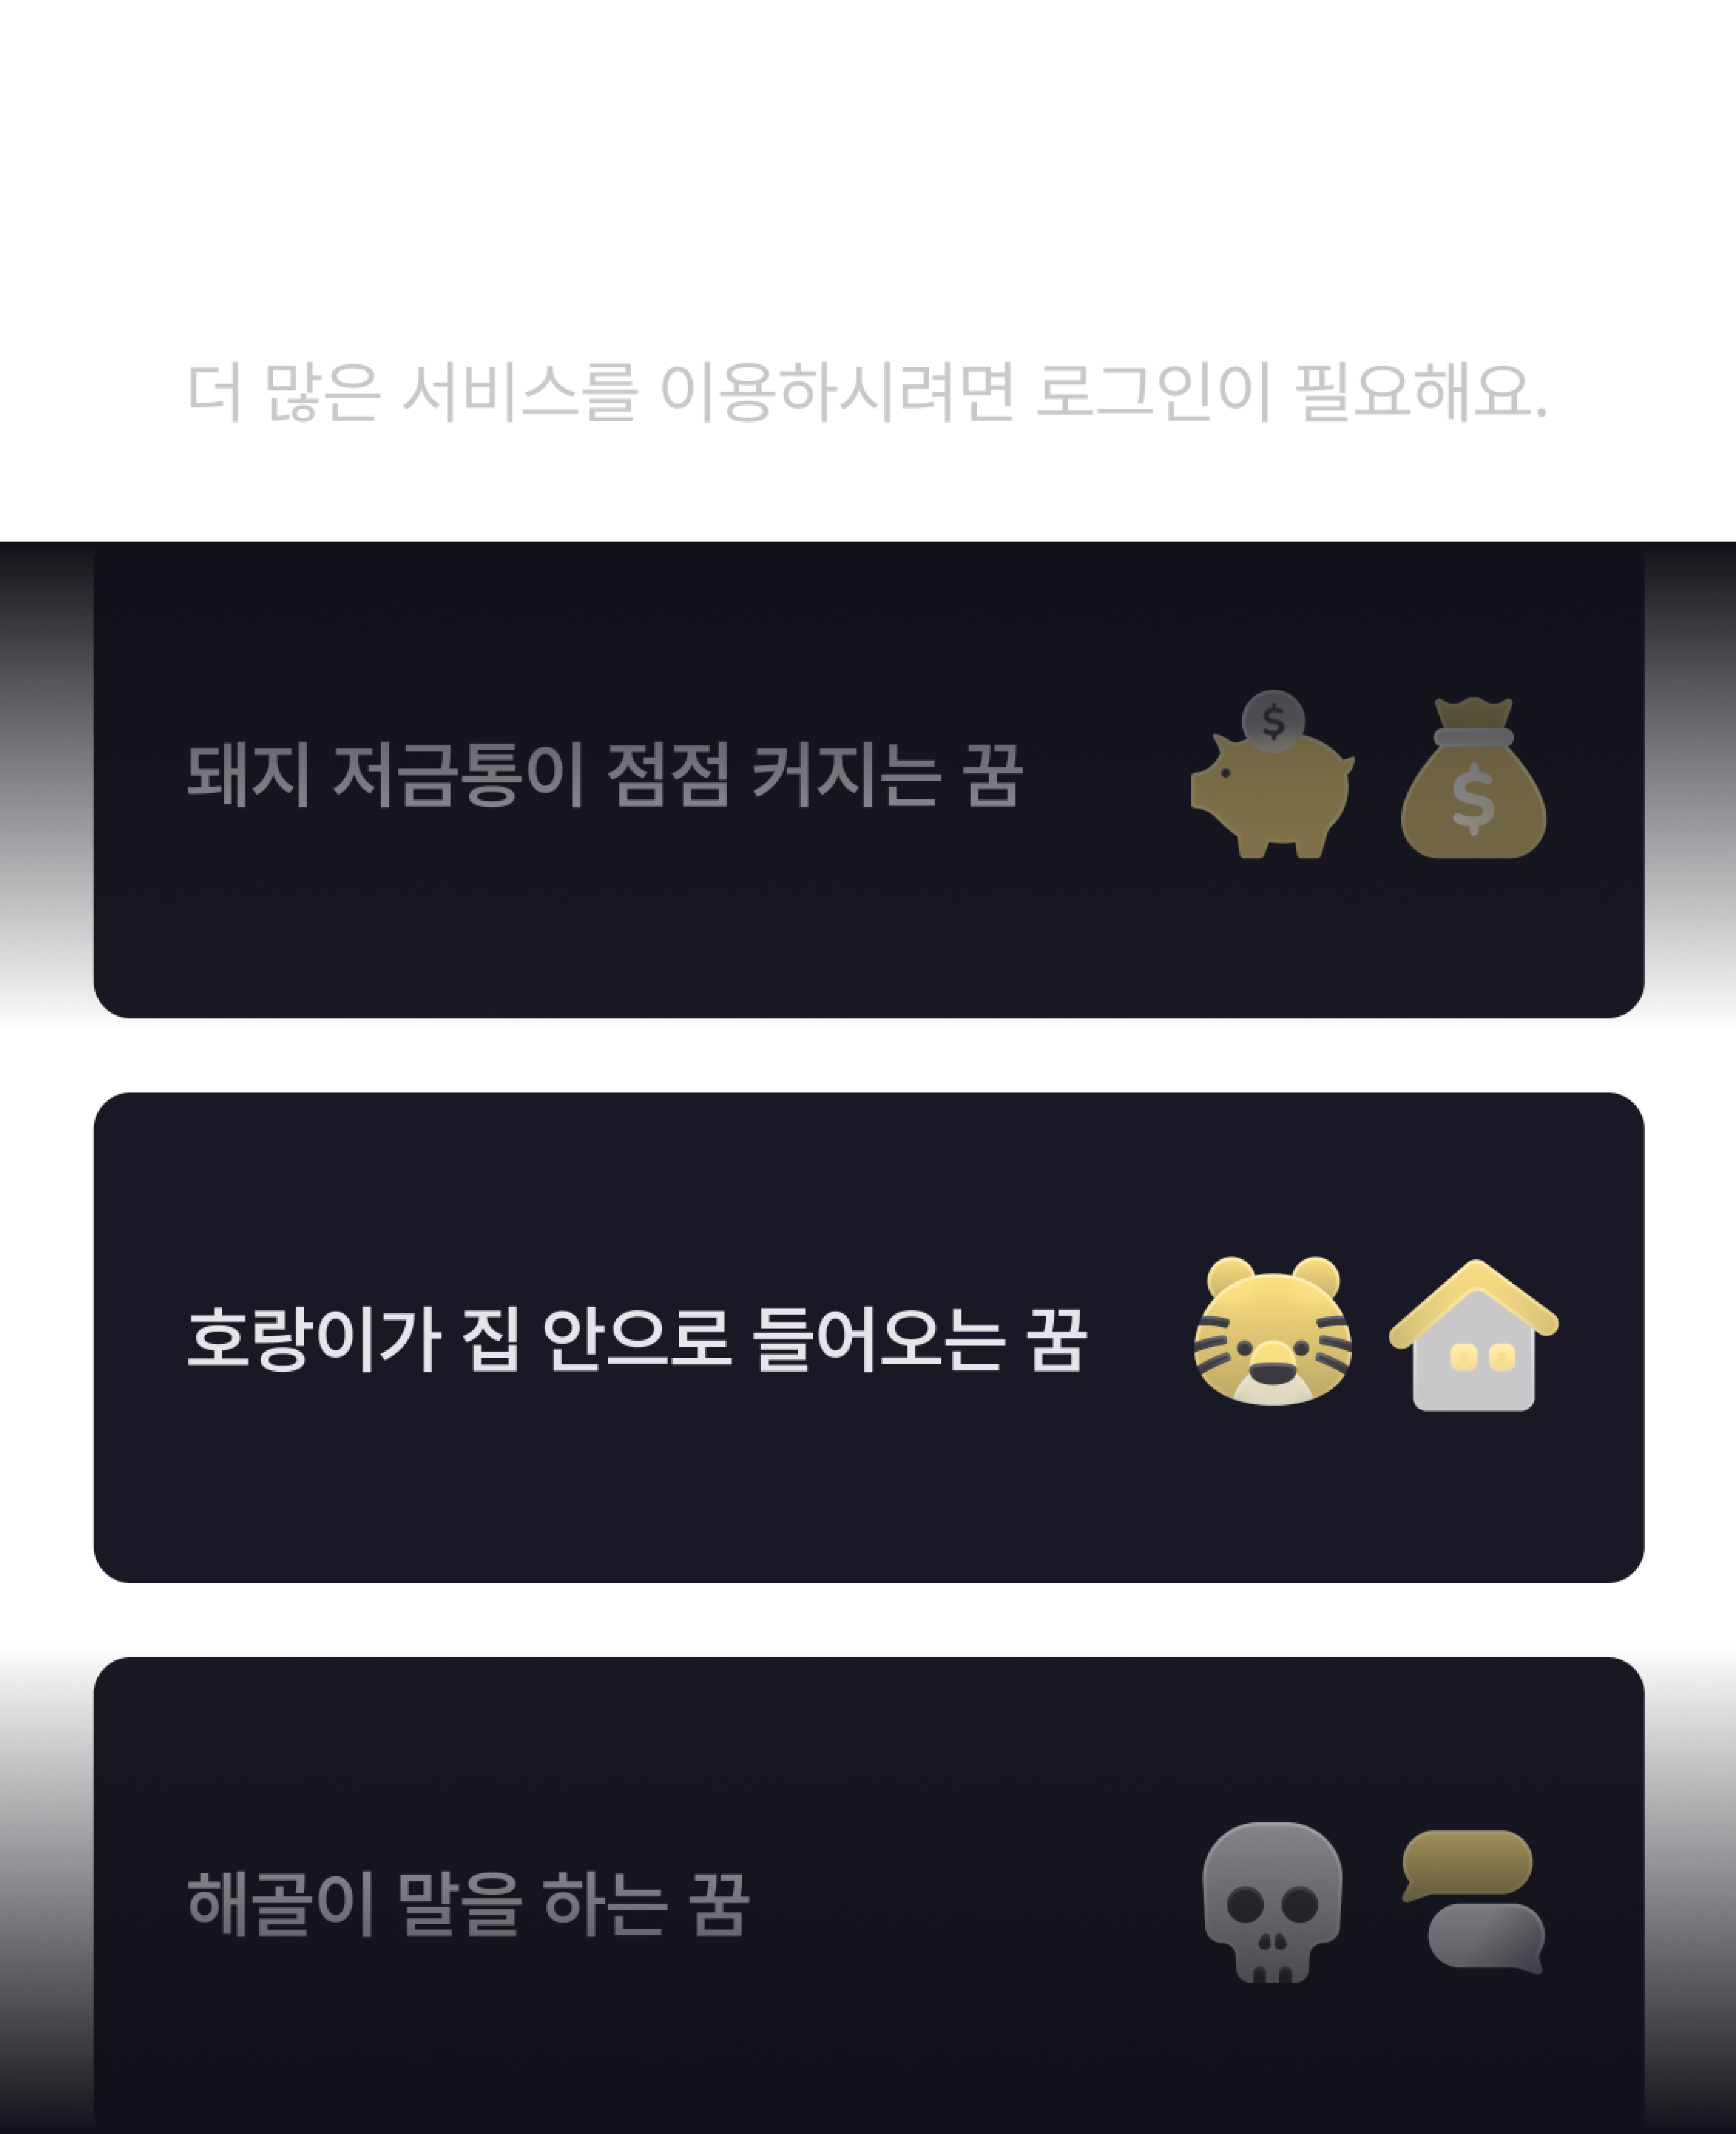 더 많은 서비스를 이용하시려면 로그인이 필요해요.
돼지 저금통이 점점 커지는 꿈
호랑이가 집 안으로 들어오는 꿈
해골이 말을 하는 꿈